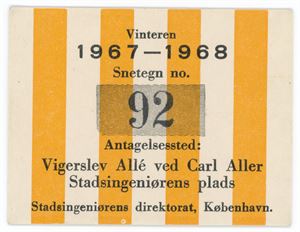 Vinteren
1967—1968
Snetegn no.
92
Antagelsessted:
Vigerslev Allé ved Carl Aller
Stadsingeniørens plads
Stadsingeniørens direktorat, København.